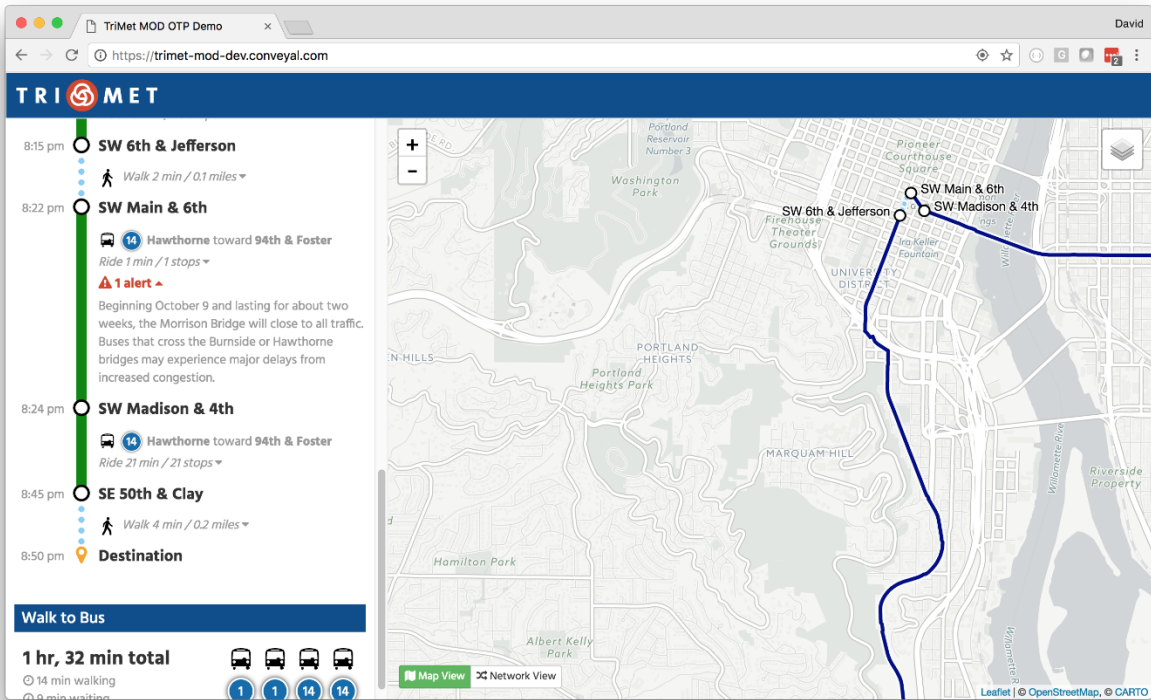 TriMet MOD OTP Demo
David
https://trimet-mod-dev.conveyal.com
2
TRI MET
8:15 pm SW 6th & Jefferson
Walk 2 min / 0.1 miles
8:22 pm SW Main & 6th
14 Hawthorne toward 94th & Foster
Ride 1 min / 1 stops
1 alert
Beginning October 9 and lasting for about two
weeks, the Morrison Bridge will close to all traffic.
Buses that cross the Burnside or Hawthorne
bridges may experience major delays from
increased congestion.
8:24 pm SW Madison & 4th
14 Hawthorne toward 94th & Foster
Ride 21 min / 21 stops
8:45 pm SE 50th & Clay
Walk 4 min / 0.2 miles
8:50 pm Destination
Walk to Bus
1 hr, 32 min total
14 min walking
9 min waiting
1 1 14 14
+
-
Portland
Reservoir
Number 3
Pioneer
Courthouse
Square
Washington
Park
SW Main & 6th
SW Madison & 4th
SW 6th & Jefferson
Firehouse
Theater
Grounds
Ira Keller
Fountain
UNIVERSITY
DISTRICT
PORTLAND
HEIGHTS
Portland
Heights Park
MARQUAM HILL
Willamette River
Riverside
Property
Hamilton Park
Albert Kelly
Park
Map View
Network View
Leaflet | © OpenStreetMap, © CARTO